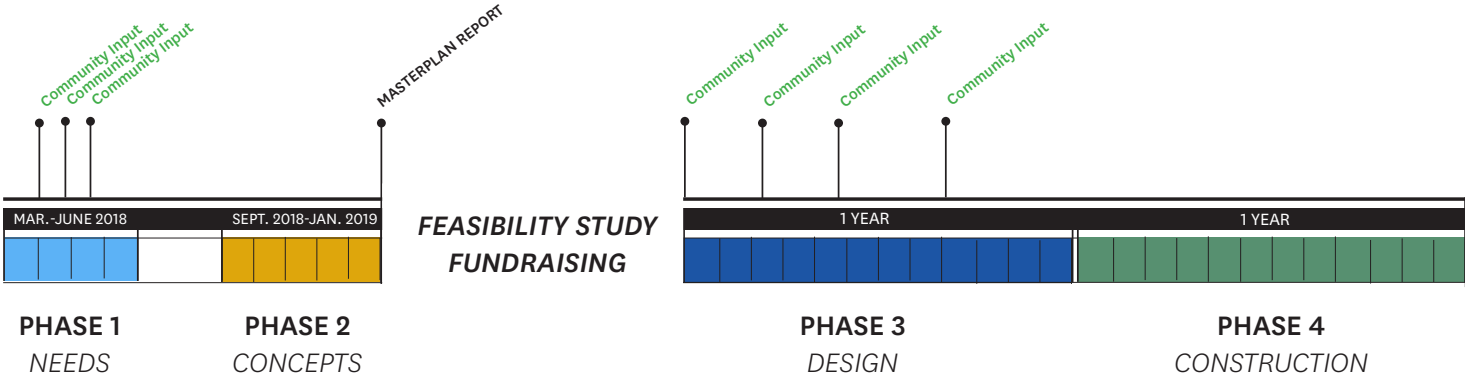 Community Input
Community Input
Community Input
MASTERPLAN REPORT
Community Input
Community Input
Community Input
Community Input
MAR.-JUNE 2018
SEPT. 2018-JAN. 2019
1 YEAR
1 YEAR
FEASIBILITY STUDY
FUNDRAISING
PHASE 1
NEEDS
PHASE 2
CONCEPTS
PHASE 3
DESIGN
PHASE 4
CONSTRUCTION